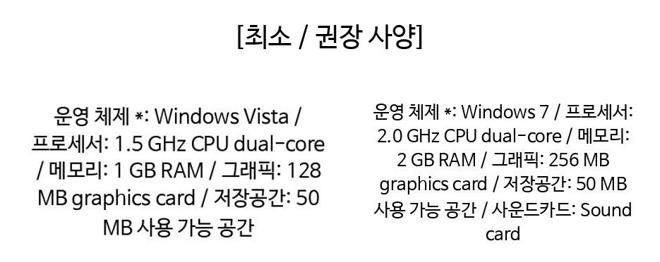 [최소 / 권장 사양]
운영 체제 *: Windows Vista /
프로세서: 1.5 GHz CPU dual-core
/ 메모리: 1 GB RAM / 그래픽: 128
MB graphics card / 저장공간: 50
MB 사용 가능 공간
운영 체제 *: Windows 7 / 프로세서:
2.0 GHz CPU dual-core / 메모리:
2 GB RAM / 그래픽: 256 MB
graphics card / 저장공간: 50 MB
사용 가능 공간 / 사운드카드: Sound
card